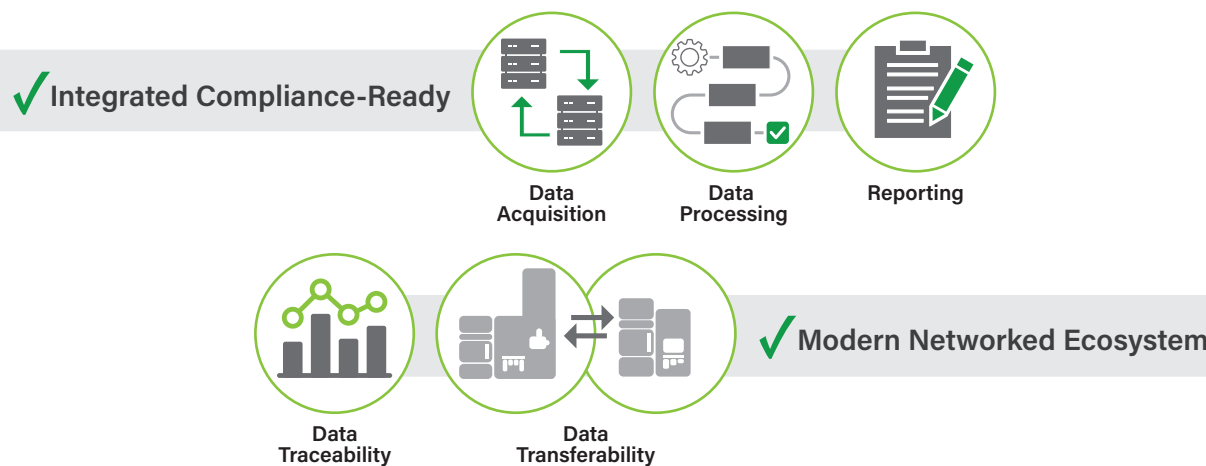 Integrated Compliance-Ready
Data
Acquisition
Data
Processing
Reporting
Data
Traceability
Data
Transferability
Modern Networked Ecosystem